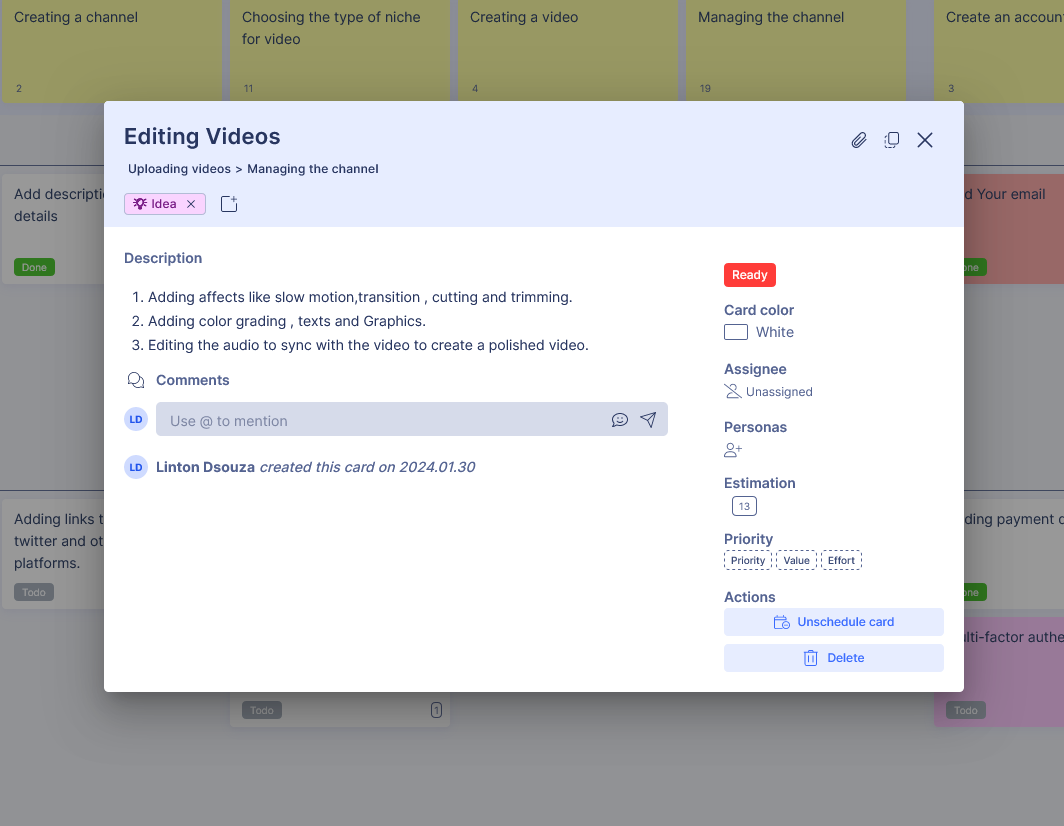 Creating a channel
Choosing the type of niche
for video
Creating a video
Managing the channel
Create an accoun
2
11
4
19
3
Editing Videos
Uploading videos > Managing the channel
Idea
Add descripti
details
Done
d Your email
one
Description
1. Adding affects like slow motion,transition , cutting and trimming.
2. Adding color grading , texts and Graphics.
3. Editing the audio to sync with the video to create a polished video.
Comments
LD
Use @ to mention
LD
Linton Dsouza created this card on 2024.01.30
Ready
Card color
White
Assignee
Unassigned
Personas
Estimation
13
Priority
Priority
Value
Effort
Actions
Unschedule card
Delete
Adding links t
twitter and ot
platforms.
Todo
ding payment d
one
ulti-factor authe
Todo
1
Todo